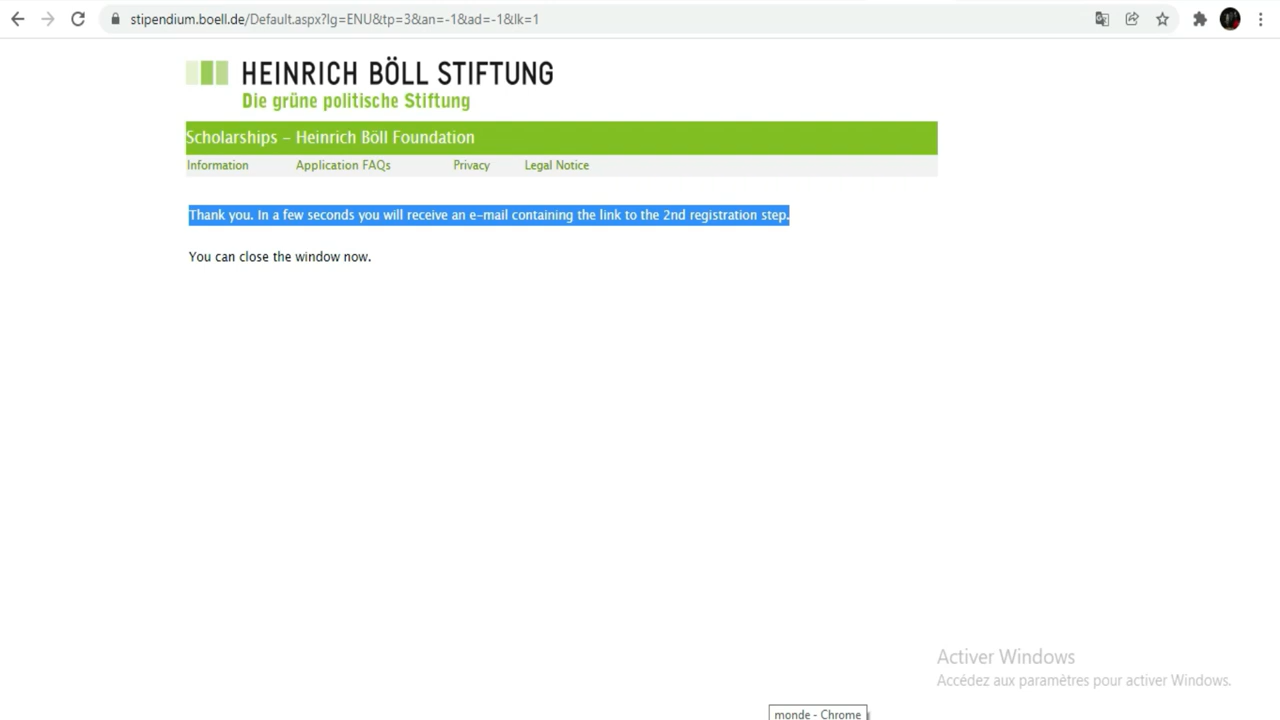 stipendium.boell.de/Default.aspx?lg=ENU&tp=3&an=-1&ad=-1&lk=1
HEINRICH BÖLL STIFTUNG
Die grüne politische Stiftung
Scholarships – Heinrich Böll Foundation
Information Application FAQs Privacy Legal Notice
Thank you. In a few seconds you will receive an e-mail containing the link to the 2nd registration step.
You can close the window now.
Activer Windows
Accédez aux paramètres pour activer Windows.
monde - Chrome